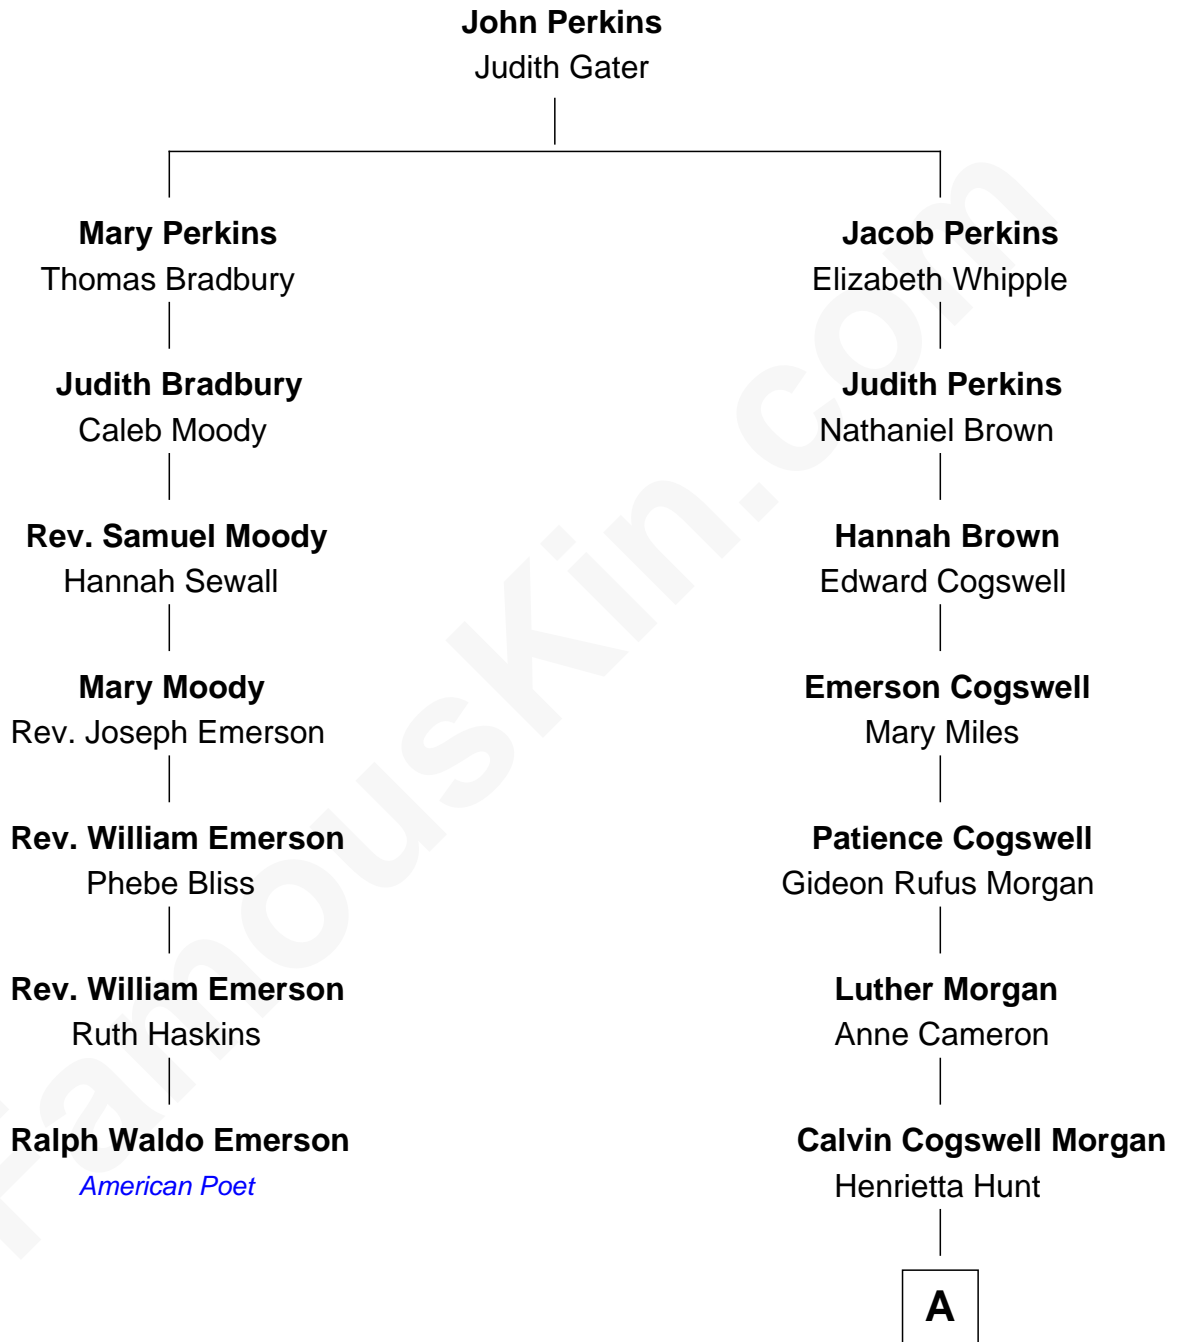 John Perkins
Judith Gater
Mary Perkins
Thomas Bradbury
Jacob Perkins
Elizabeth Whipple
Judith Bradbury
Caleb Moody
Judith Perkins
Nathaniel Brown
Rev. Samuel Moody
Hannah Sewall
Hannah Brown
Edward Cogswell
Mary Moody
Rev. Joseph Emerson
Emerson Cogswell
Mary Miles
Rev. William Emerson
Phebe Bliss
Patience Cogswell
Gideon Rufus Morgan
Rev. William Emerson
Ruth Haskins
Luther Morgan
Anne Cameron
Ralph Waldo Emerson
American Poet
Calvin Cogswell Morgan
Henrietta Hunt
A
FamousKin.com